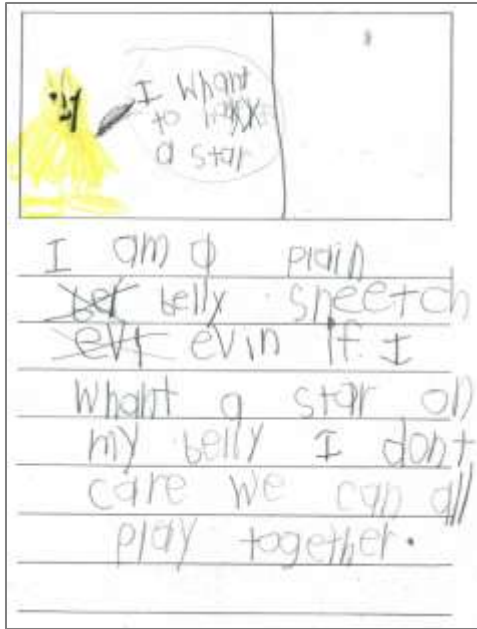 I whant
to
a star
I am a plain
belly sneetch
evin if I
whant a star on
my belly I dont
care we can all
play together.